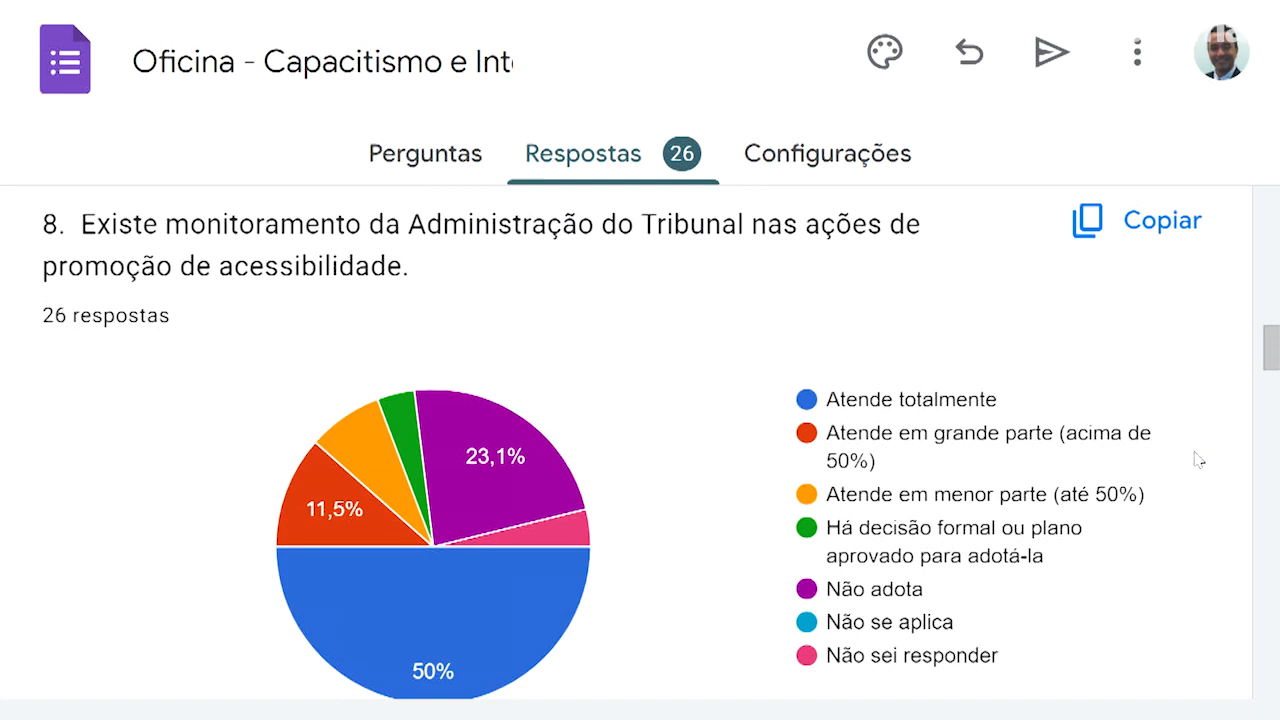 Oficina - Capacitismo e Int
Perguntas Respostas 26 Configurações
8. Existe monitoramento da Administração do Tribunal nas ações de
promoção de acessibilidade.
Copiar
26 respostas
23,1%
11,5%
50%
Atende totalmente
Atende em grande parte (acima de
50%)
Atende em menor parte (até 50%)
Há decisão formal ou plano
aprovado para adotá-la
Não adota
Não se aplica
Não sei responder